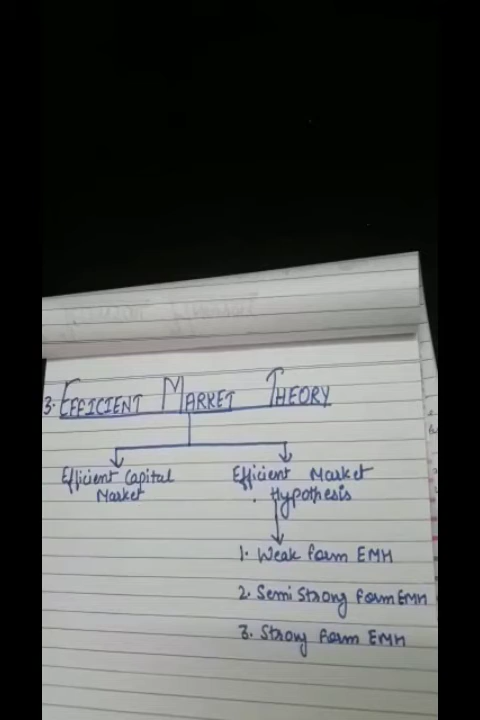 3. EFFICIENT MARKET THEORY
Efficient Capital
Market
Efficient Market
Hypothesis
1. Weak form EMH
2. Semi Strong form EMH
3. Strong form EMH